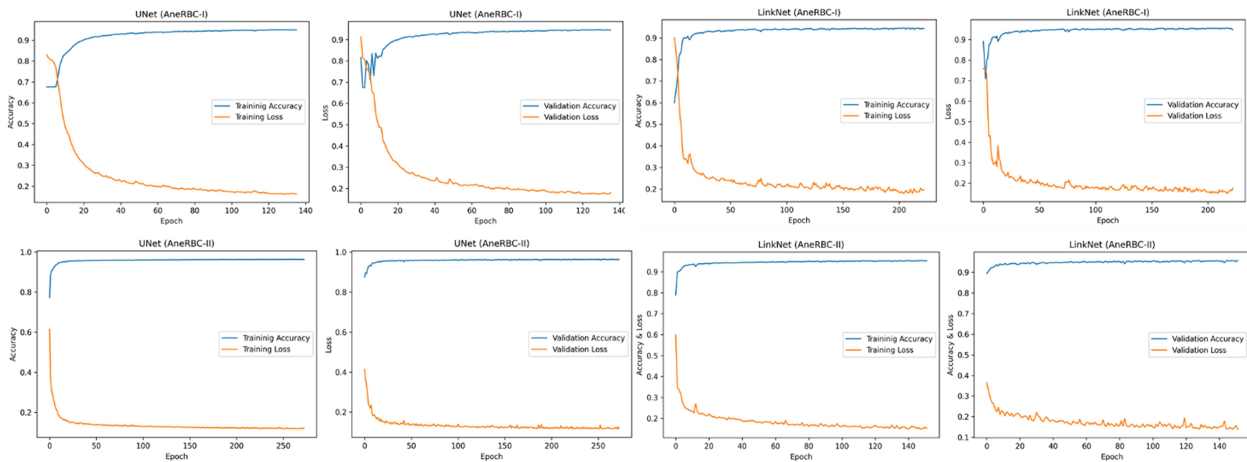 UNet (AneRBC-I)
Accuracy
0.9
0.8
0.7
0.6
0.5
0.4
0.3
0.2
Traininig Accuracy
Training Loss
0 20 40 60 80 100 120 140
Epoch
UNet (AneRBC-I)
Loss
0.9
0.8
0.7
0.6
0.5
0.4
0.3
0.2
Validation Accuracy
Validation Loss
0 20 40 60 80 100 120 140
Epoch
LinkNet (AneRBC-I)
Accuracy
0.9
0.8
0.7
0.6
0.5
0.4
0.3
0.2
Traininig Accuracy
Training Loss
0 50 100 150 200
Epoch
LinkNet (AneRBC-I)
Loss
0.9
0.8
0.7
0.6
0.5
0.4
0.3
0.2
Validation Accuracy
Validation Loss
0 50 100 150 200
Epoch
UNet (AneRBC-II)
Accuracy
1.0
0.8
0.6
0.4
0.2
Traininig Accuracy
Training Loss
0 50 100 150 200 250
Epoch
UNet (AneRBC-II)
Loss
1.0
0.8
0.6
0.4
0.2
Validation Accuracy
Validation Loss
0 50 100 150 200 250
Epoch
LinkNet (AneRBC-II)
Accuracy & Loss
0.9
0.8
0.7
0.6
0.5
0.4
0.3
0.2
Traininig Accuracy
Training Loss
0 20 40 60 80 100 120 140
Epoch
LinkNet (AneRBC-II)
Accuracy & Loss
0.9
0.8
0.7
0.6
0.5
0.4
0.3
0.2
0.1
Validation Accuracy
Validation Loss
0 20 40 60 80 100 120 140
Epoch